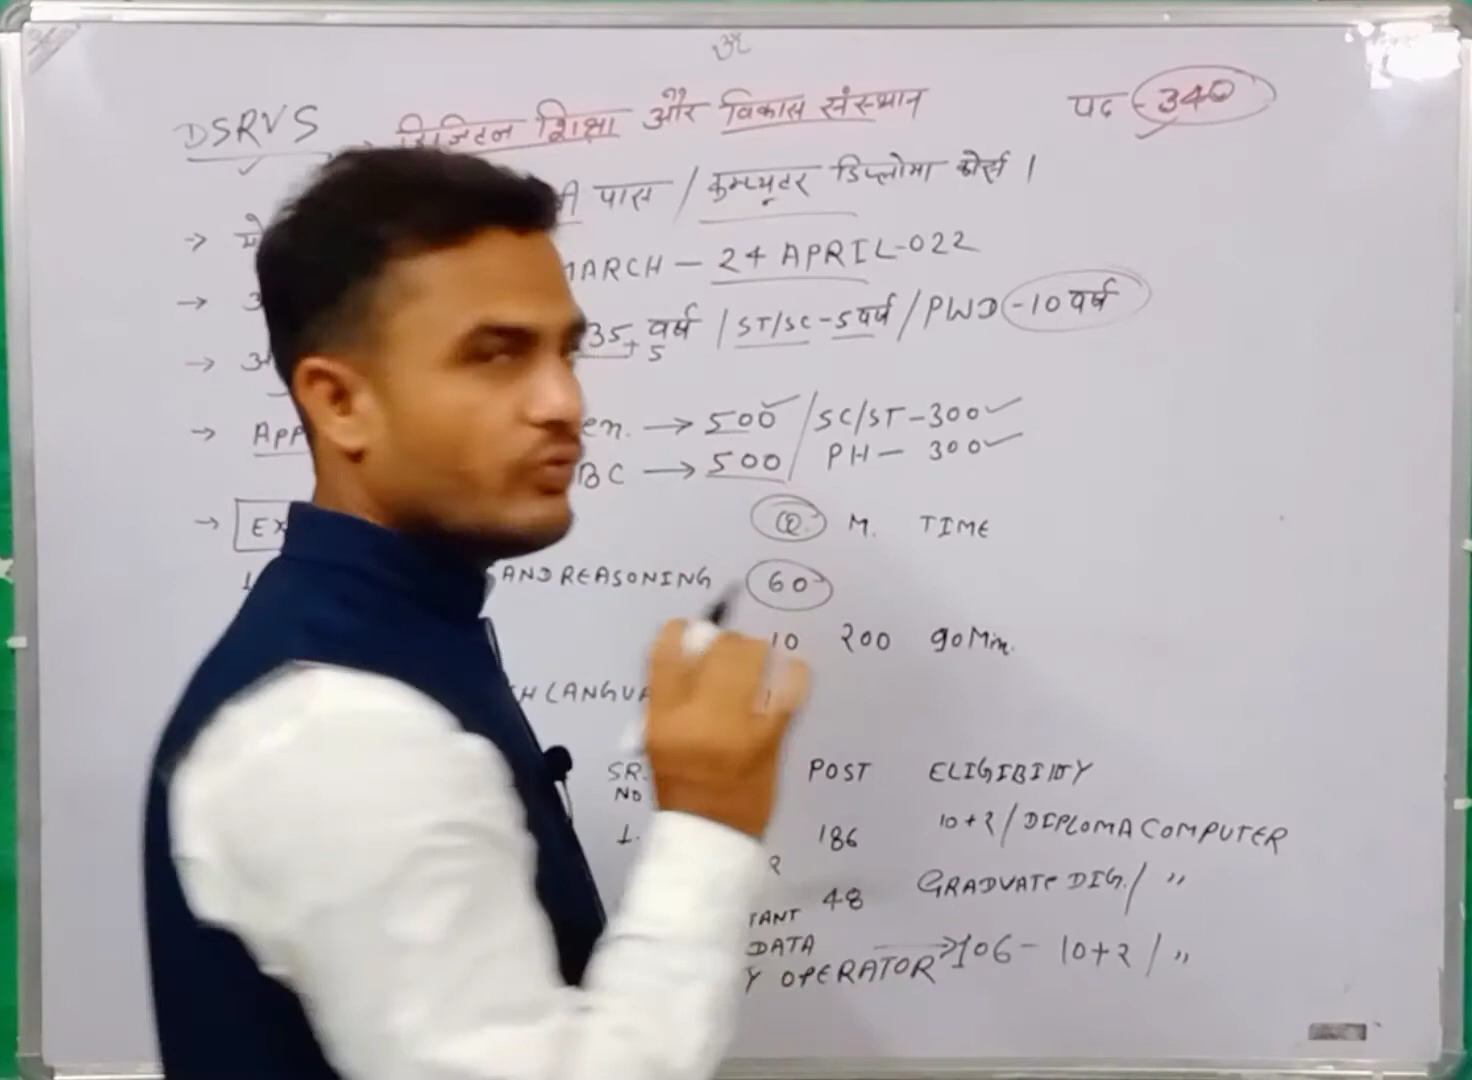 ॐ
DSRVS → डिजिटल शिक्षा और विकास संस्थान पद - 340
→ पास / कुम्प्यूटर डिप्लोमा कोर्स ।
→ MARCH - 24 APRIL-022
→ 35 वर्ष / ST/SC - 5 वर्ष / PWD - 10 वर्ष
+5
→ APP en. → 500 / SC/ST - 300
BC → 500 / PH - 300
→ EX Q. M. TIME
1. AND REASONING 60
10 200 90 Min.
SH LANGUA
SR. NO POST ELIGIBILITY
1. 186 10+2 / DIPLOMA COMPUTER
48 GRADUATE DIG. / "
TANT
DATA
Y OPERATOR → 106 - 10+2 / "